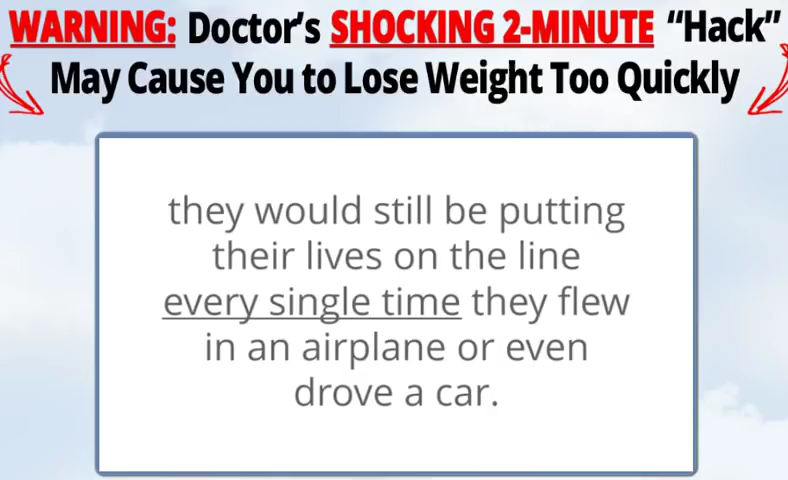 WARNING: Doctor's SHOCKING 2-MINUTE “Hack”
May Cause You to Lose Weight Too Quickly
they would still be putting
their lives on the line
every single time they flew
in an airplane or even
drove a car.